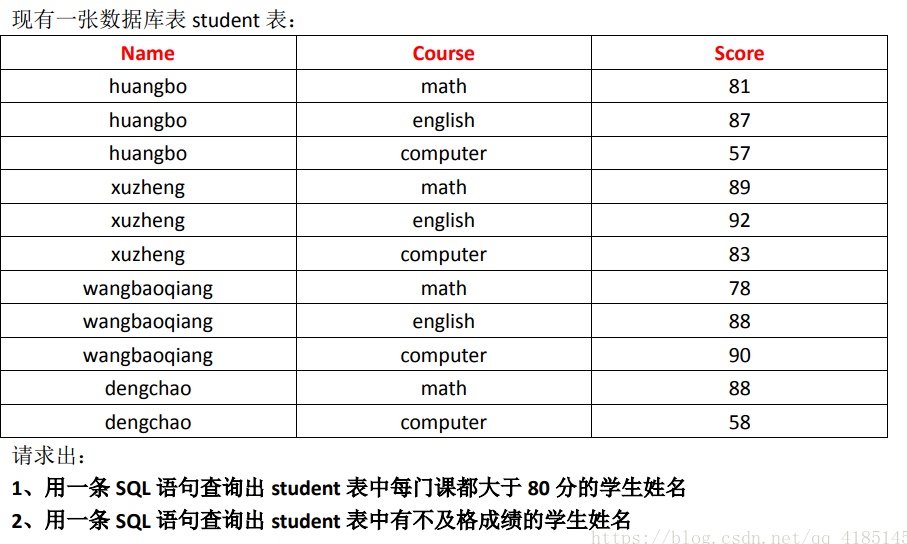 现有一张数据库表 student 表：
Name Course Score
huangbo math 81
huangbo english 87
huangbo computer 57
xuzheng math 89
xuzheng english 92
xuzheng computer 83
wangbaoqiang math 78
wangbaoqiang english 88
wangbaoqiang computer 90
dengchao math 88
dengchao computer 58
请求出：
1、用一条 SQL 语句查询出 student 表中每门课都大于 80 分的学生姓名
2、用一条 SQL 语句查询出 student 表中有不及格成绩的学生姓名
https://blog.csdn.net/qq_4185145